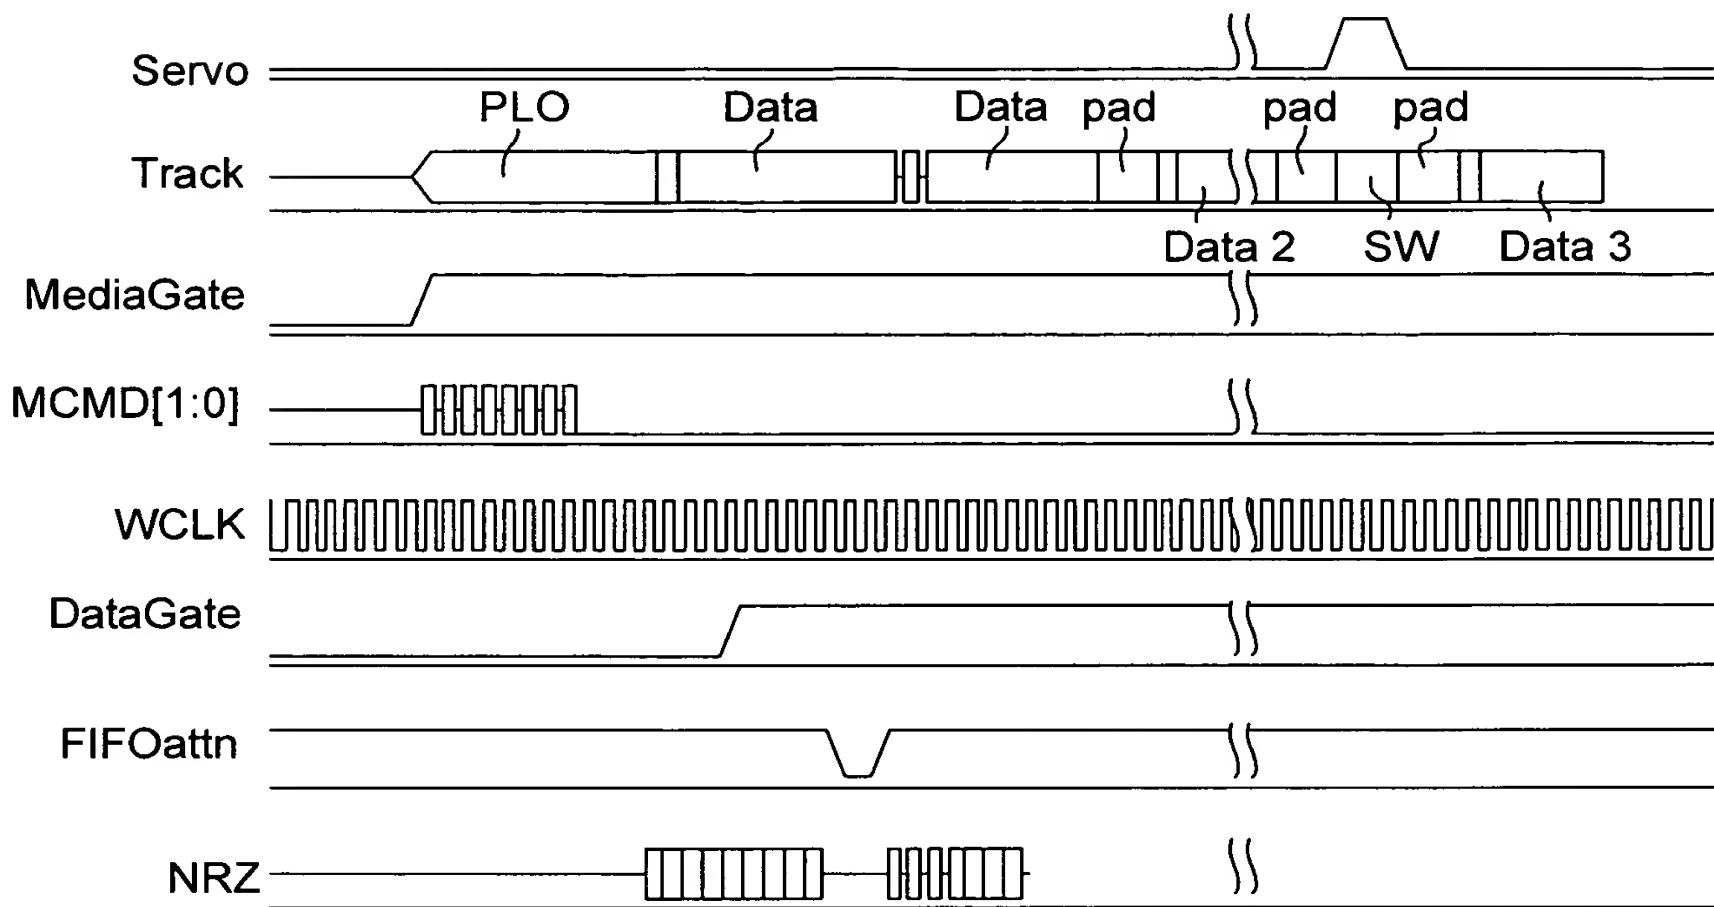 Servo
PLO Data Data pad pad pad
Track
Data 2 SW Data 3
MediaGate
MCMD[1:0]
WCLK
DataGate
FIFOattn
NRZ